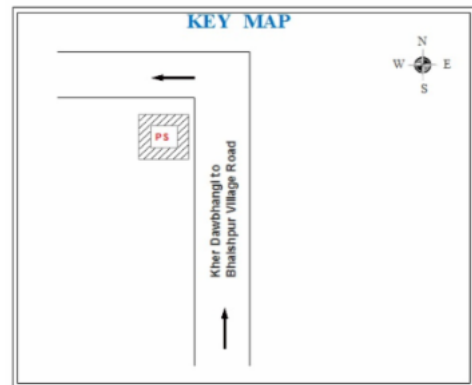 KEY MAP
N
W E
S
PS
Kher Dawbhangi to
Bhaishpur Village Road